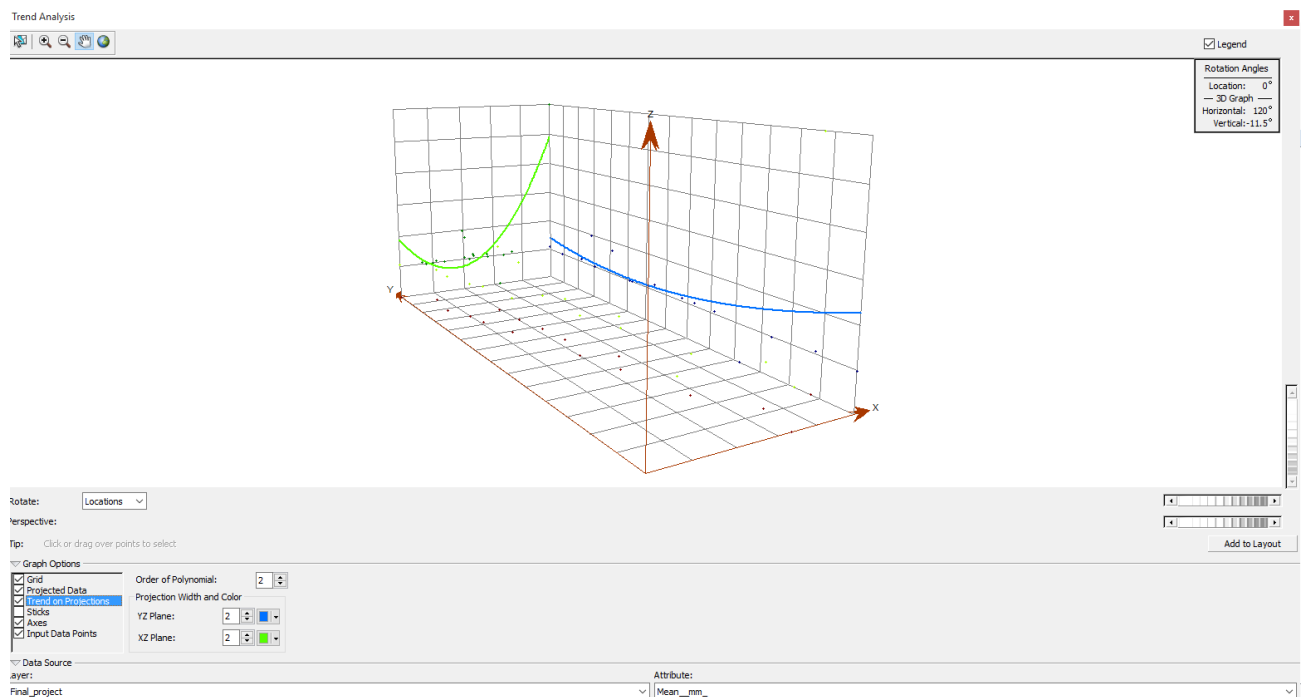 Trend Analysis
x
Legend
Rotation Angles
Location: 0°
3D Graph
Horizontal: 120°
Vertical:-11.5°
Z
Y
X
Rotate: Locations
Perspective:
Tip: Click or drag over points to select
Add to Layout
Graph Options
Grid
Projected Data
Trend on Projections
Sticks
Axes
Input Data Points
Order of Polynomial: 2
Projection Width and Color
YZ Plane: 2
XZ Plane: 2
Data Source
ayer: Attribute:
Final_project Mean__mm_